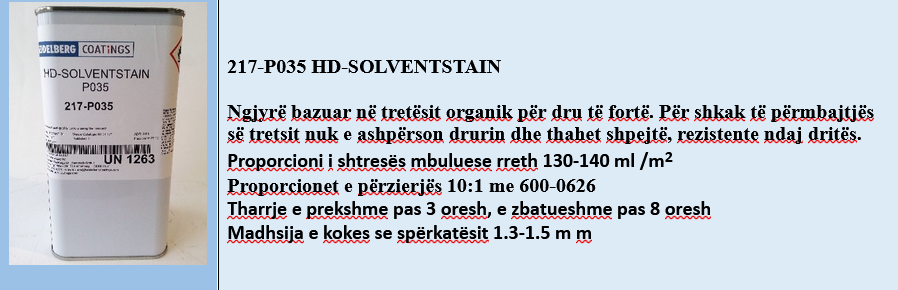 EIDELBERG COATINGS
HD-SOLVENTSTAIN
P035
217-P035
UN 1263
217-P035 HD-SOLVENTSTAIN
Ngjyrë bazuar në tretësit organik për dru të fortë. Për shkak të përmbajtjës
së tretsit nuk e ashpërson drurin dhe thahet shpejtë, rezistente ndaj dritës.
Proporcioni i shtresës mbuluese rreth 130-140 ml /m²
Proporcionet e përzierjës 10:1 me 600-0626
Tharrje e prekshme pas 3 oresh, e zbatueshme pas 8 oresh
Madhsija e kokes se spërkatësit 1.3-1.5 m m